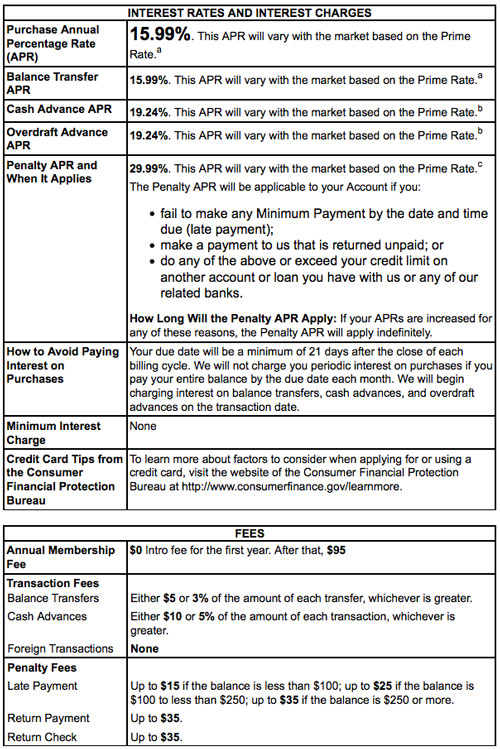 INTEREST RATES AND INTEREST CHARGES
Purchase Annual
Percentage Rate
(APR)
15.99%. This APR will vary with the market based on the Prime
Rate.a
Balance Transfer
APR
15.99%. This APR will vary with the market based on the Prime Rate.a
Cash Advance APR
19.24%. This APR will vary with the market based on the Prime Rate.b
Overdraft Advance
APR
19.24%. This APR will vary with the market based on the Prime Rate.b
Penalty APR and
When It Applies
29.99%. This APR will vary with the market based on the Prime Rate.c
The Penalty APR will be applicable to your Account if you:
• fail to make any Minimum Payment by the date and time
due (late payment);
• make a payment to us that is returned unpaid; or
• do any of the above or exceed your credit limit on
another account or loan you have with us or any of our
related banks.
How Long Will the Penalty APR Apply: If your APRs are increased for
any of these reasons, the Penalty APR will apply indefinitely.
How to Avoid Paying
Interest on
Purchases
Your due date will be a minimum of 21 days after the close of each
billing cycle. We will not charge you periodic interest on purchases if you
pay your entire balance by the due date each month. We will begin
charging interest on balance transfers, cash advances, and overdraft
advances on the transaction date.
Minimum Interest
Charge
None
Credit Card Tips from
the Consumer
Financial Protection
Bureau
To learn more about factors to consider when applying for or using a
credit card, visit the website of the Consumer Financial Protection
Bureau at http://www.consumerfinance.gov/learnmore.
FEES
Annual Membership
Fee
$0 Intro fee for the first year. After that, $95
Transaction Fees
Balance Transfers
Either $5 or 3% of the amount of each transfer, whichever is greater.
Cash Advances
Either $10 or 5% of the amount of each transaction, whichever is
greater.
Foreign Transactions
None
Penalty Fees
Late Payment
Up to $15 if the balance is less than $100; up to $25 if the balance is
$100 to less than $250; up to $35 if the balance is $250 or more.
Return Payment
Up to $35.
Return Check
Up to $35.